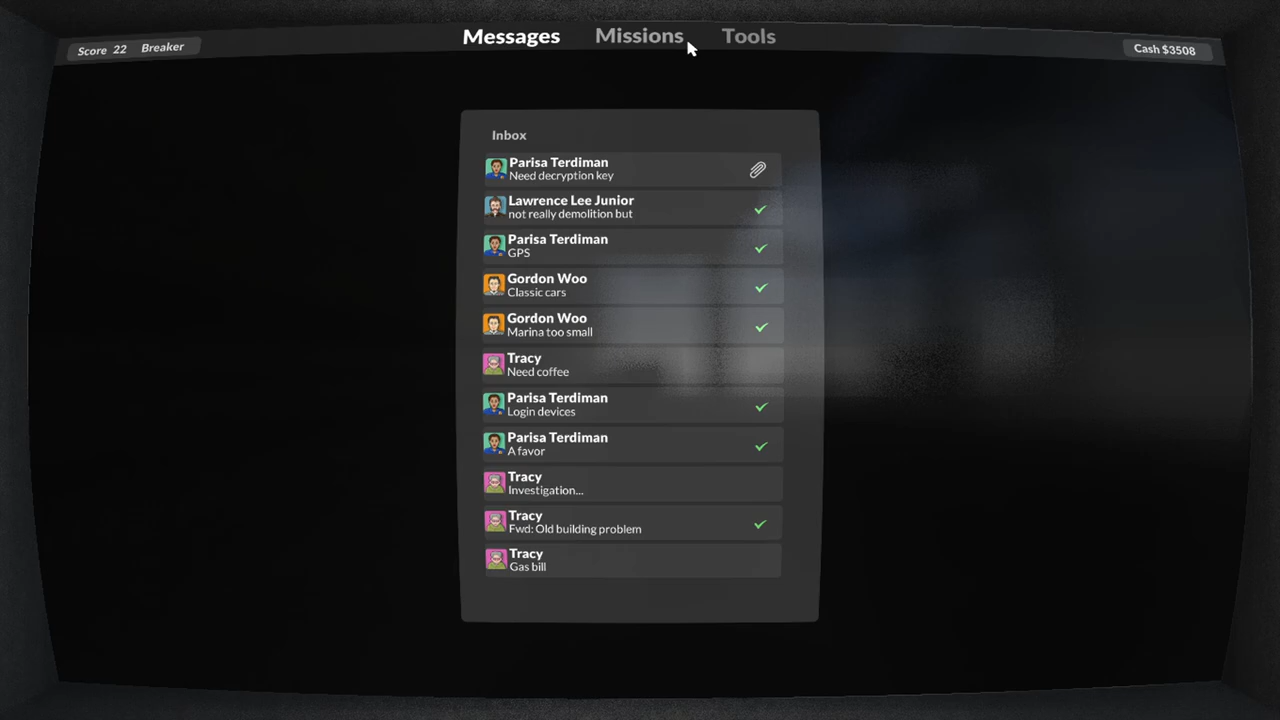 Score 22 Breaker
Messages Missions Tools
Cash $3508
Inbox
Parisa Terdiman
Need decryption key
Lawrence Lee Junior
not really demolition but
Parisa Terdiman
GPS
Gordon Woo
Classic cars
Gordon Woo
Marina too small
Tracy
Need coffee
Parisa Terdiman
Login devices
Parisa Terdiman
A favor
Tracy
Investigation...
Tracy
Fwd: Old building problem
Tracy
Gas bill